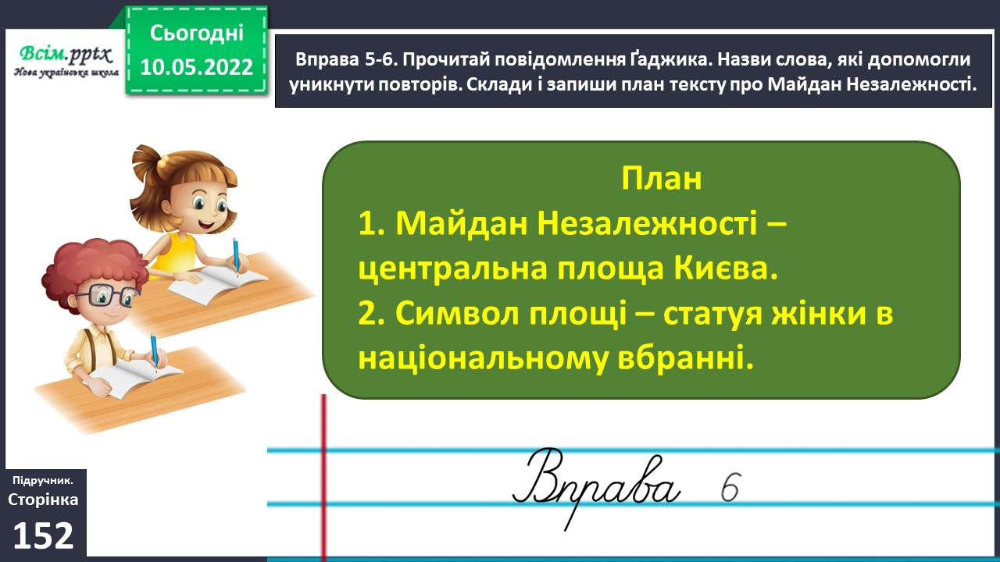 Всім.pptx
Нова українська школа
Сьогодні
10.05.2022
Вправа 5-6. Прочитай повідомлення Ґаджика. Назви слова, які допомогли
уникнути повторів. Склади і запиши план тексту про Майдан Незалежності.
План
1. Майдан Незалежності –
центральна площа Києва.
2. Символ площі – статуя жінки в
національному вбранні.
Вправа 6
Підручник.
Сторінка
152